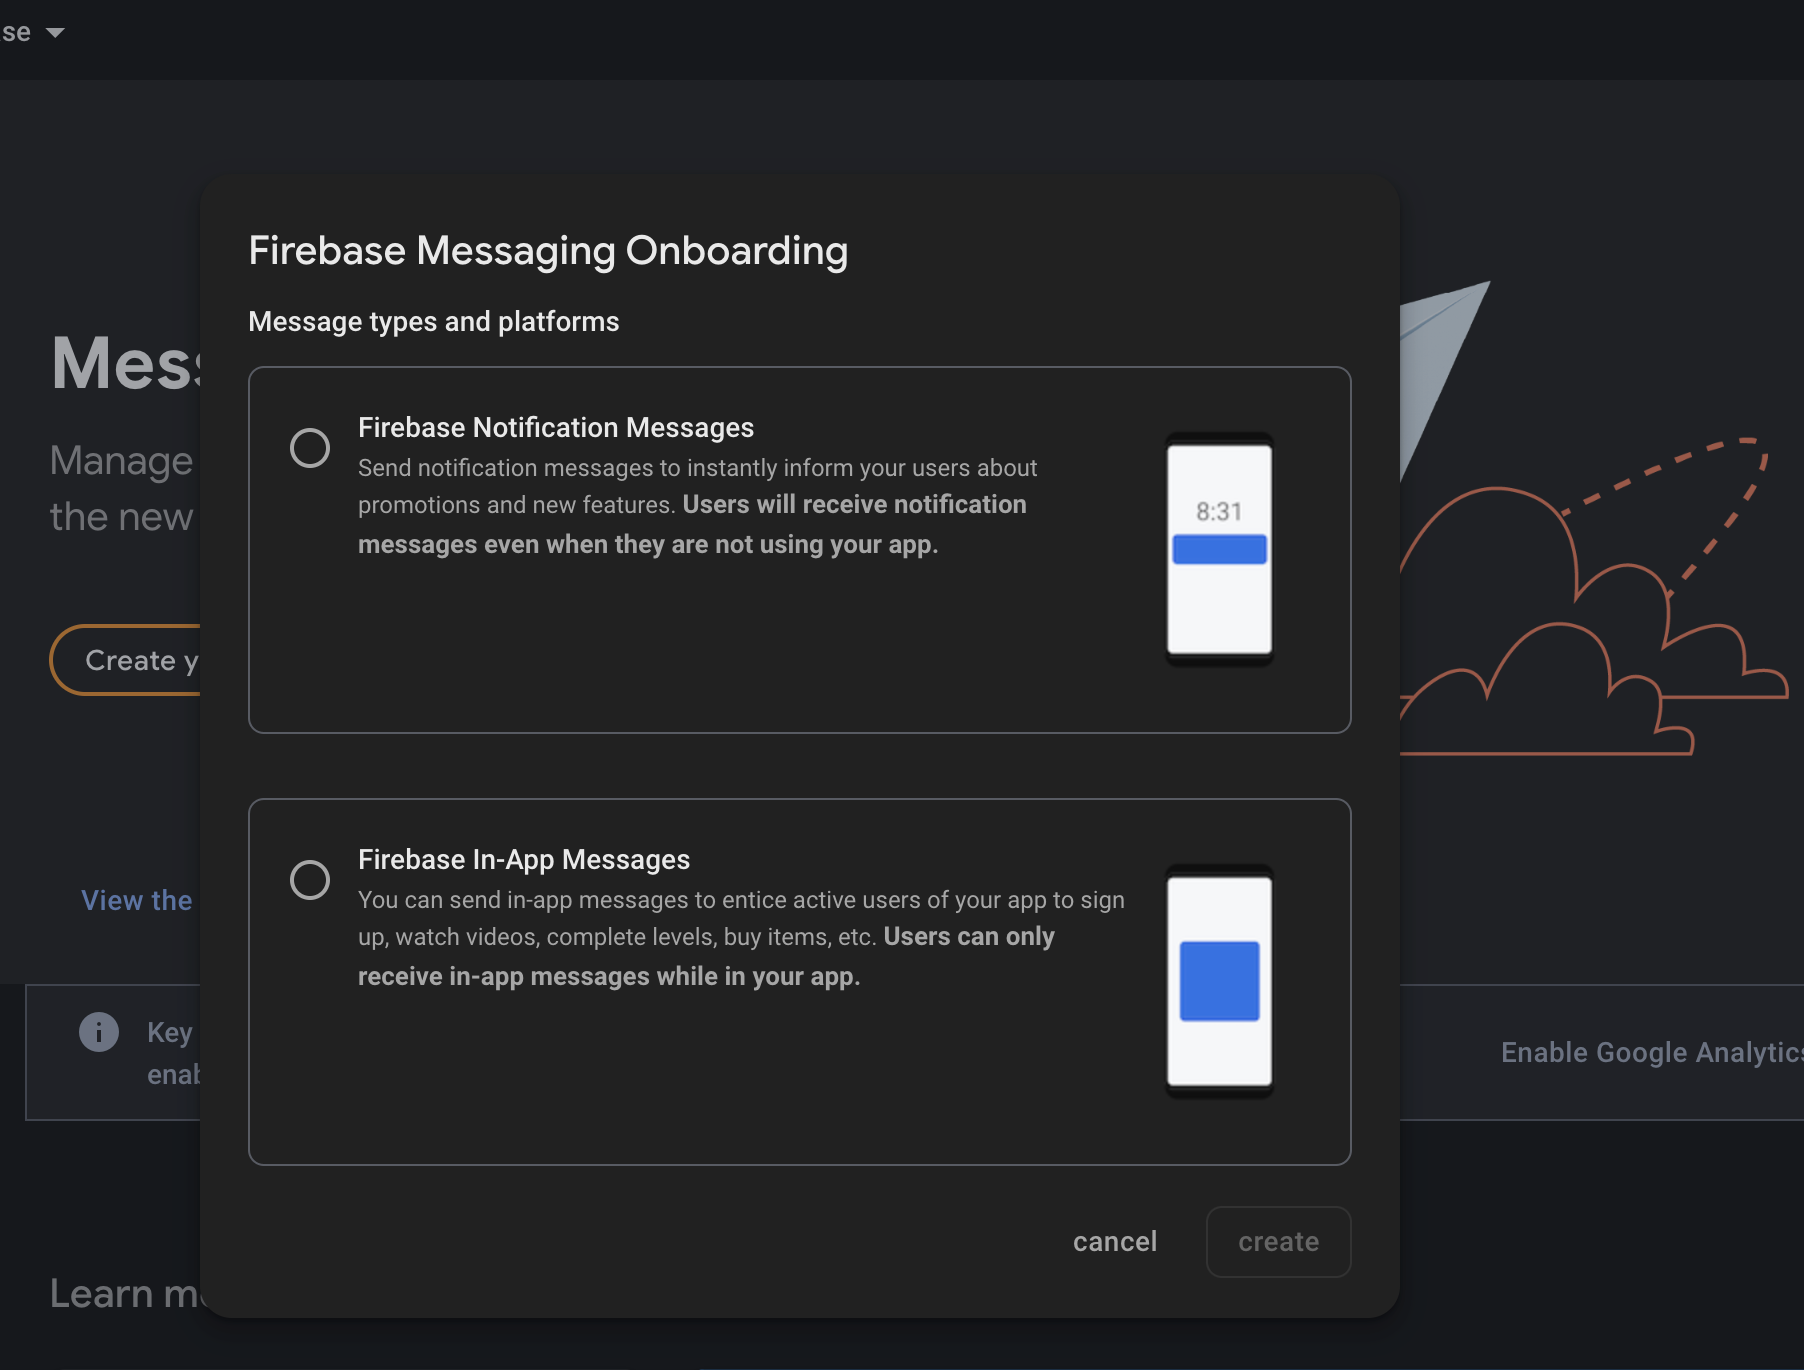 se
Firebase Messaging Onboarding
Message types and platforms
Firebase Notification Messages
Send notification messages to instantly inform your users about
promotions and new features. Users will receive notification
messages even when they are not using your app.
8:31
Firebase In-App Messages
You can send in-app messages to entice active users of your app to sign
up, watch videos, complete levels, buy items, etc. Users can only
receive in-app messages while in your app.
cancel
create
Mess
Manage
the new
Create y
View the
Key
enab
Enable Google Analytics
Learn mo